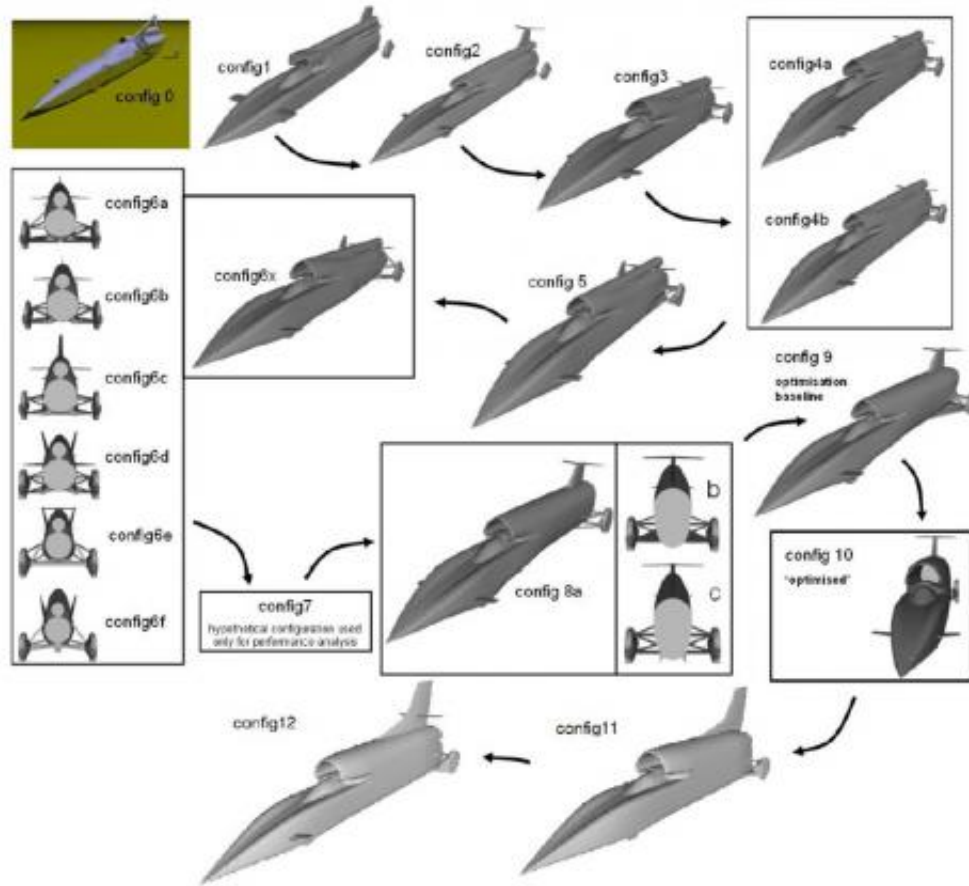 config 0
config1
config2
config3
config4a
config4b
config 5
config6x
config6a
config6b
config6c
config6d
config6e
config6f
config7
hypothetical configuration used
only for performance analysis
config 8a
b
c
config 9
optimisation
baseline
config 10
'optimised'
config11
config12